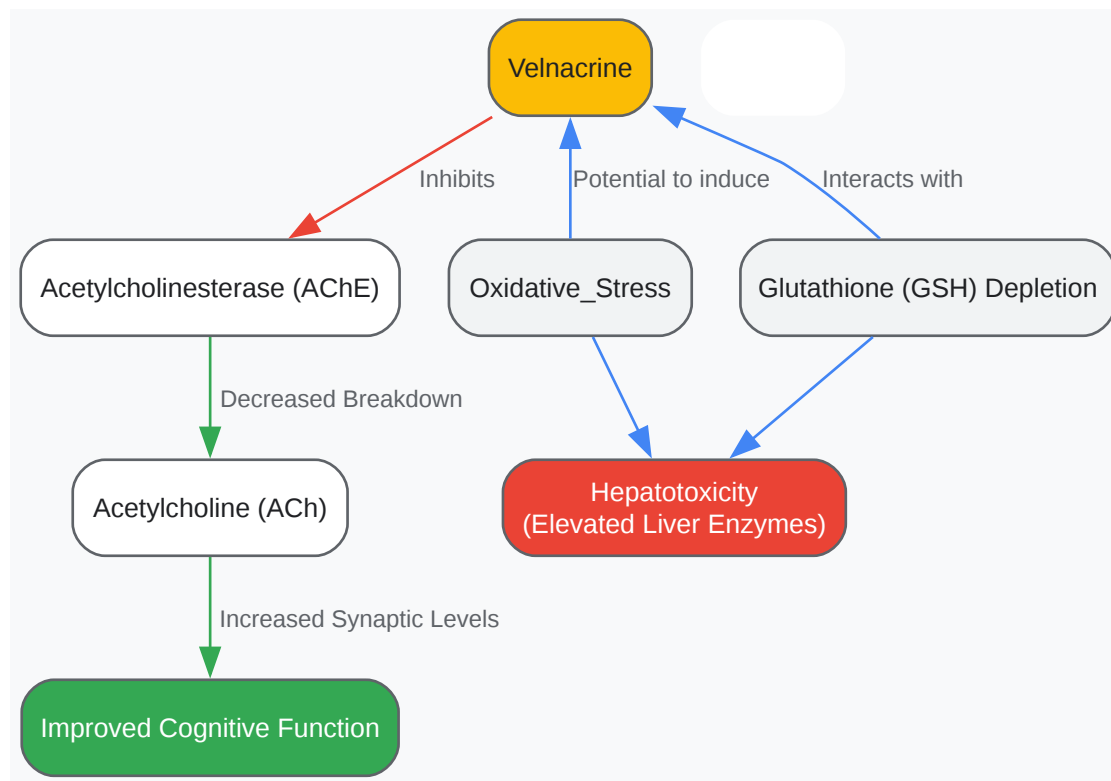 Velnacrine
Inhibits
Potential to induce
Interacts with
Acetylcholinesterase (AChE)
Oxidative_Stress
Glutathione (GSH) Depletion
Decreased Breakdown
Acetylcholine (ACh)
Hepatotoxicity
(Elevated Liver Enzymes)
Increased Synaptic Levels
Improved Cognitive Function